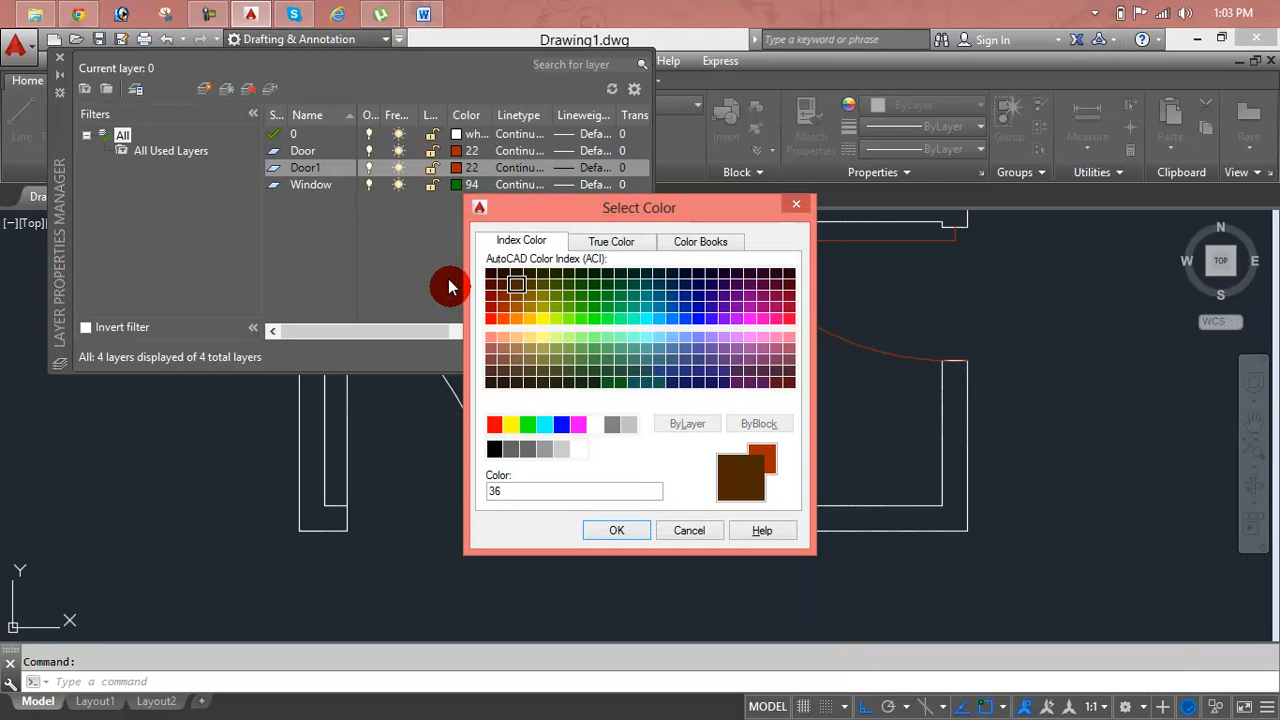 1:03 PM
Drafting & Annotation
Drawing1.dwg
Type a keyword or phrase
Sign In
Current layer: 0
Search for layer
Home
Help
Express
Filters
S... Name O... Fre... L... Color Linetype Lineweig... Trans
All
0 wh... Continu... Defa... 0
All Used Layers
Door 22 Continu... Defa... 0
Door1 22 Continu... Defa... 0
Window 94 Continu... Defa... 0
Line
Insert
Match
Properties
ByLayer
ByLayer
ByLayer
Group
Measure
Paste
Base
Block
Properties
Groups
Utilities
Clipboard
View
[−][Top]
LAYER PROPERTIES MANAGER
Invert filter
All: 4 layers displayed of 4 total layers
Select Color
Index Color
True Color
Color Books
AutoCAD Color Index (ACI):
ByLayer
ByBlock
Color:
36
OK
Cancel
Help
N
W
TOP
E
S
WCS
Y
X
Command:
Type a command
Model
Layout1
Layout2
+
MODEL
1:1